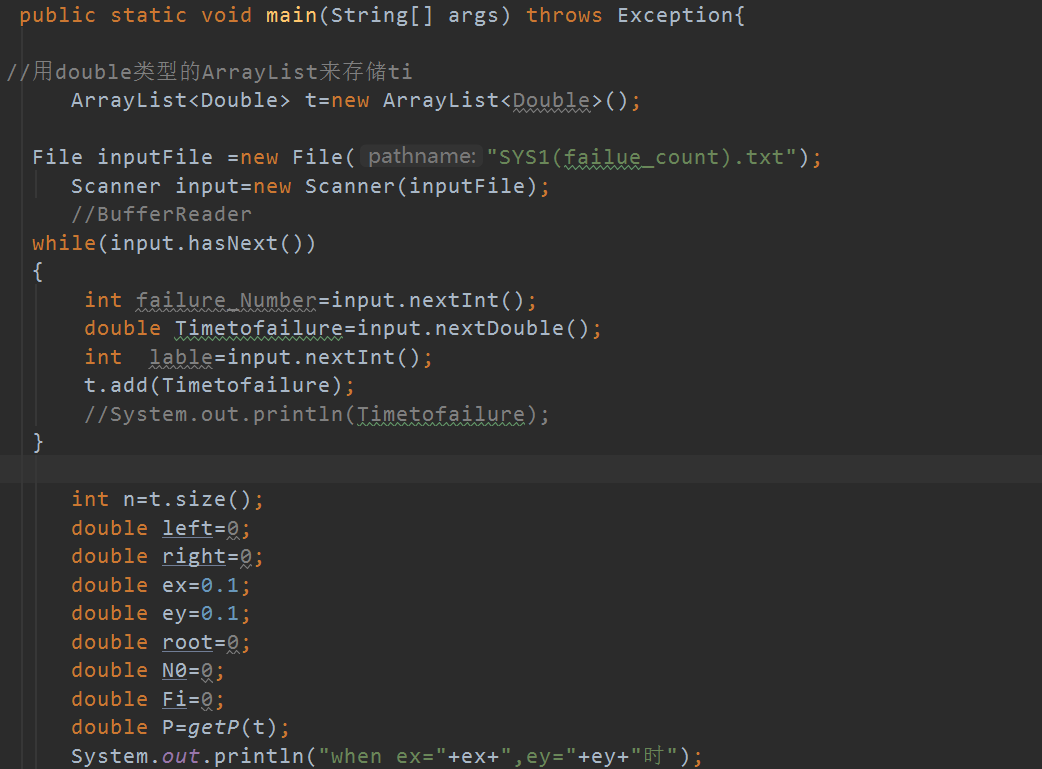 public static void main(String[] args) throws Exception{
//用double类型的ArrayList来存储ti
ArrayList<Double> t=new ArrayList<Double>();
File inputFile =new File( pathname: "SYS1(failue_count).txt");
Scanner input=new Scanner(inputFile);
//BufferReader
while(input.hasNext())
{
int failure_Number=input.nextInt();
double Timetofailure=input.nextDouble();
int  lable=input.nextInt();
t.add(Timetofailure);
//System.out.println(Timetofailure);
}
int n=t.size();
double left=0;
double right=0;
double ex=0.1;
double ey=0.1;
double root=0;
double N0=0;
double Fi=0;
double P=getP(t);
System.out.println("when ex="+ex+",ey="+ey+"时");